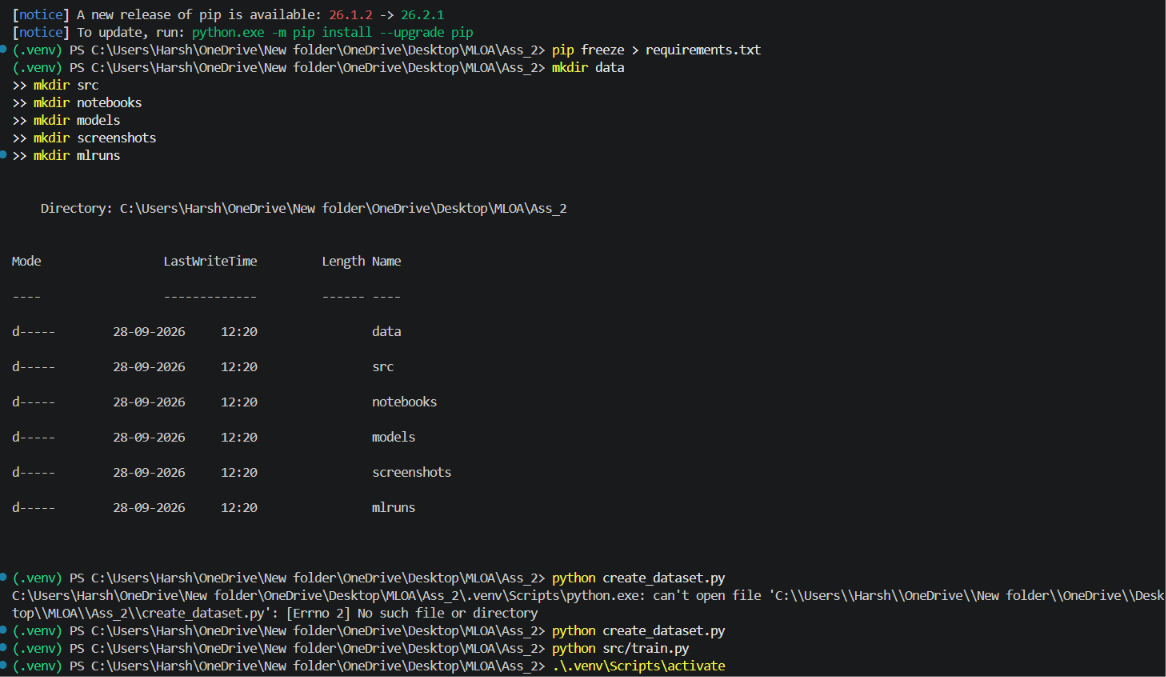 [notice] A new release of pip is available: 26.1.2 -> 26.2.1
[notice] To update, run: python.exe -m pip install --upgrade pip
(.venv) PS C:\Users\Harsh\OneDrive\New folder\OneDrive\Desktop\MLOA\Ass_2> pip freeze > requirements.txt
(.venv) PS C:\Users\Harsh\OneDrive\New folder\OneDrive\Desktop\MLOA\Ass_2> mkdir data
>> mkdir src
>> mkdir notebooks
>> mkdir models
>> mkdir screenshots
>> mkdir mlruns
Directory: C:\Users\Harsh\OneDrive\New folder\OneDrive\Desktop\MLOA\Ass_2
Mode LastWriteTime Length Name
---- ------------- ------ ----
d----- 28-09-2026 12:20 data
d----- 28-09-2026 12:20 src
d----- 28-09-2026 12:20 notebooks
d----- 28-09-2026 12:20 models
d----- 28-09-2026 12:20 screenshots
d----- 28-09-2026 12:20 mlruns
(.venv) PS C:\Users\Harsh\OneDrive\New folder\OneDrive\Desktop\MLOA\Ass_2> python create_dataset.py
C:\Users\Harsh\OneDrive\New folder\OneDrive\Desktop\MLOA\Ass_2\.venv\Scripts\python.exe: can't open file 'C:\\Users\\Harsh\\OneDrive\\New folder\\OneDrive\\Desk
top\\MLOA\\Ass_2\\create_dataset.py': [Errno 2] No such file or directory
(.venv) PS C:\Users\Harsh\OneDrive\New folder\OneDrive\Desktop\MLOA\Ass_2> python create_dataset.py
(.venv) PS C:\Users\Harsh\OneDrive\New folder\OneDrive\Desktop\MLOA\Ass_2> python src/train.py
(.venv) PS C:\Users\Harsh\OneDrive\New folder\OneDrive\Desktop\MLOA\Ass_2> .\.venv\Scripts\activate